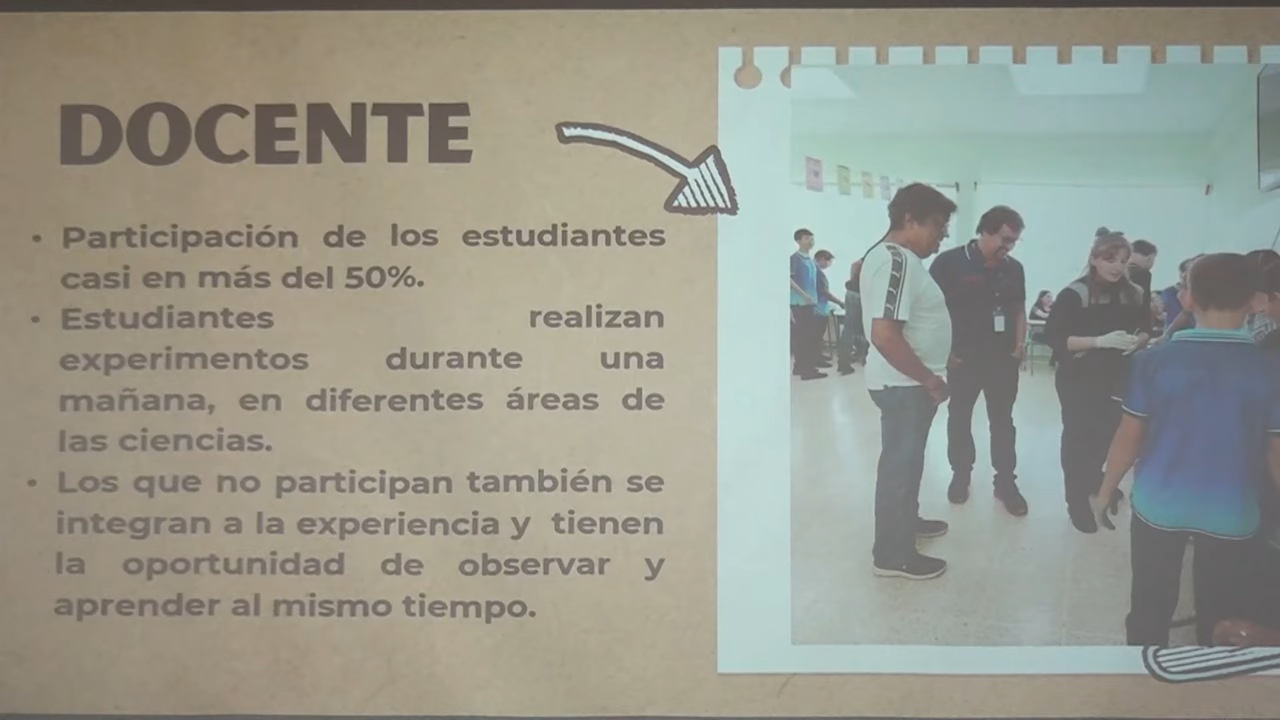 DOCENTE
• Participación de los estudiantes
casi en más del 50%.
• Estudiantes realizan
experimentos durante una
mañana, en diferentes áreas de
las ciencias.
• Los que no participan también se
integran a la experiencia y tienen
la oportunidad de observar y
aprender al mismo tiempo.